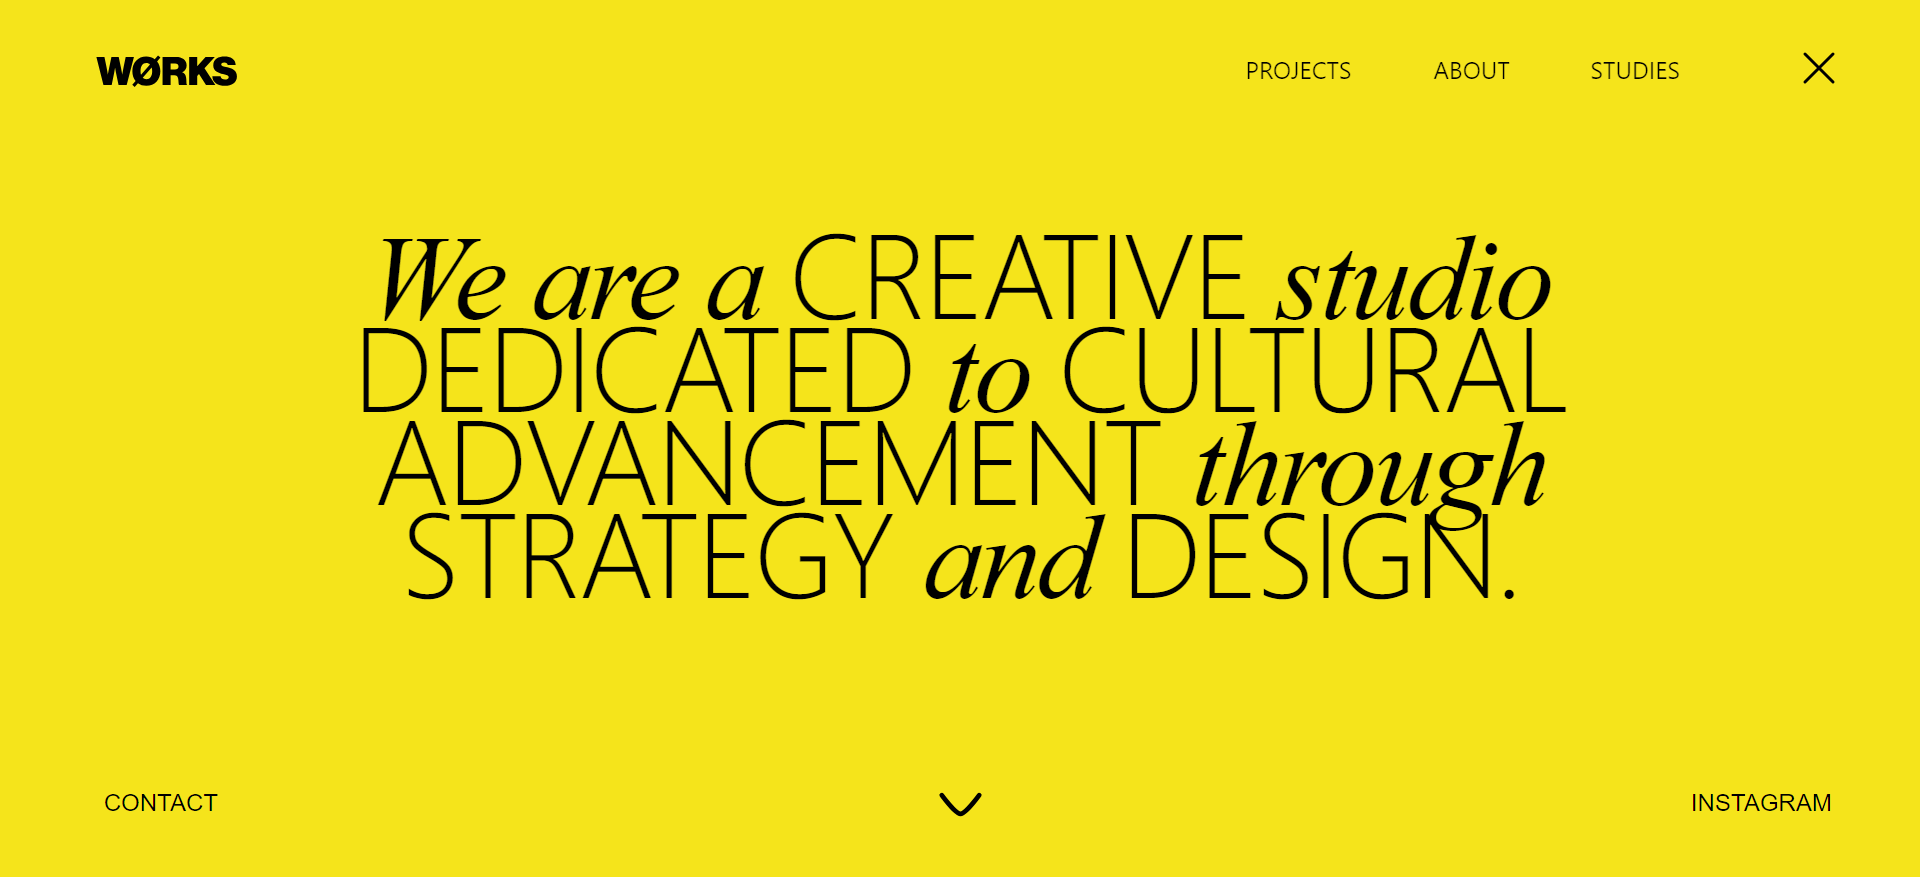 WØRKS
PROJECTS
ABOUT
STUDIES
We are a CREATIVE studio
DEDICATED to CULTURAL
ADVANCEMENT through
STRATEGY and DESIGN.
CONTACT
INSTAGRAM